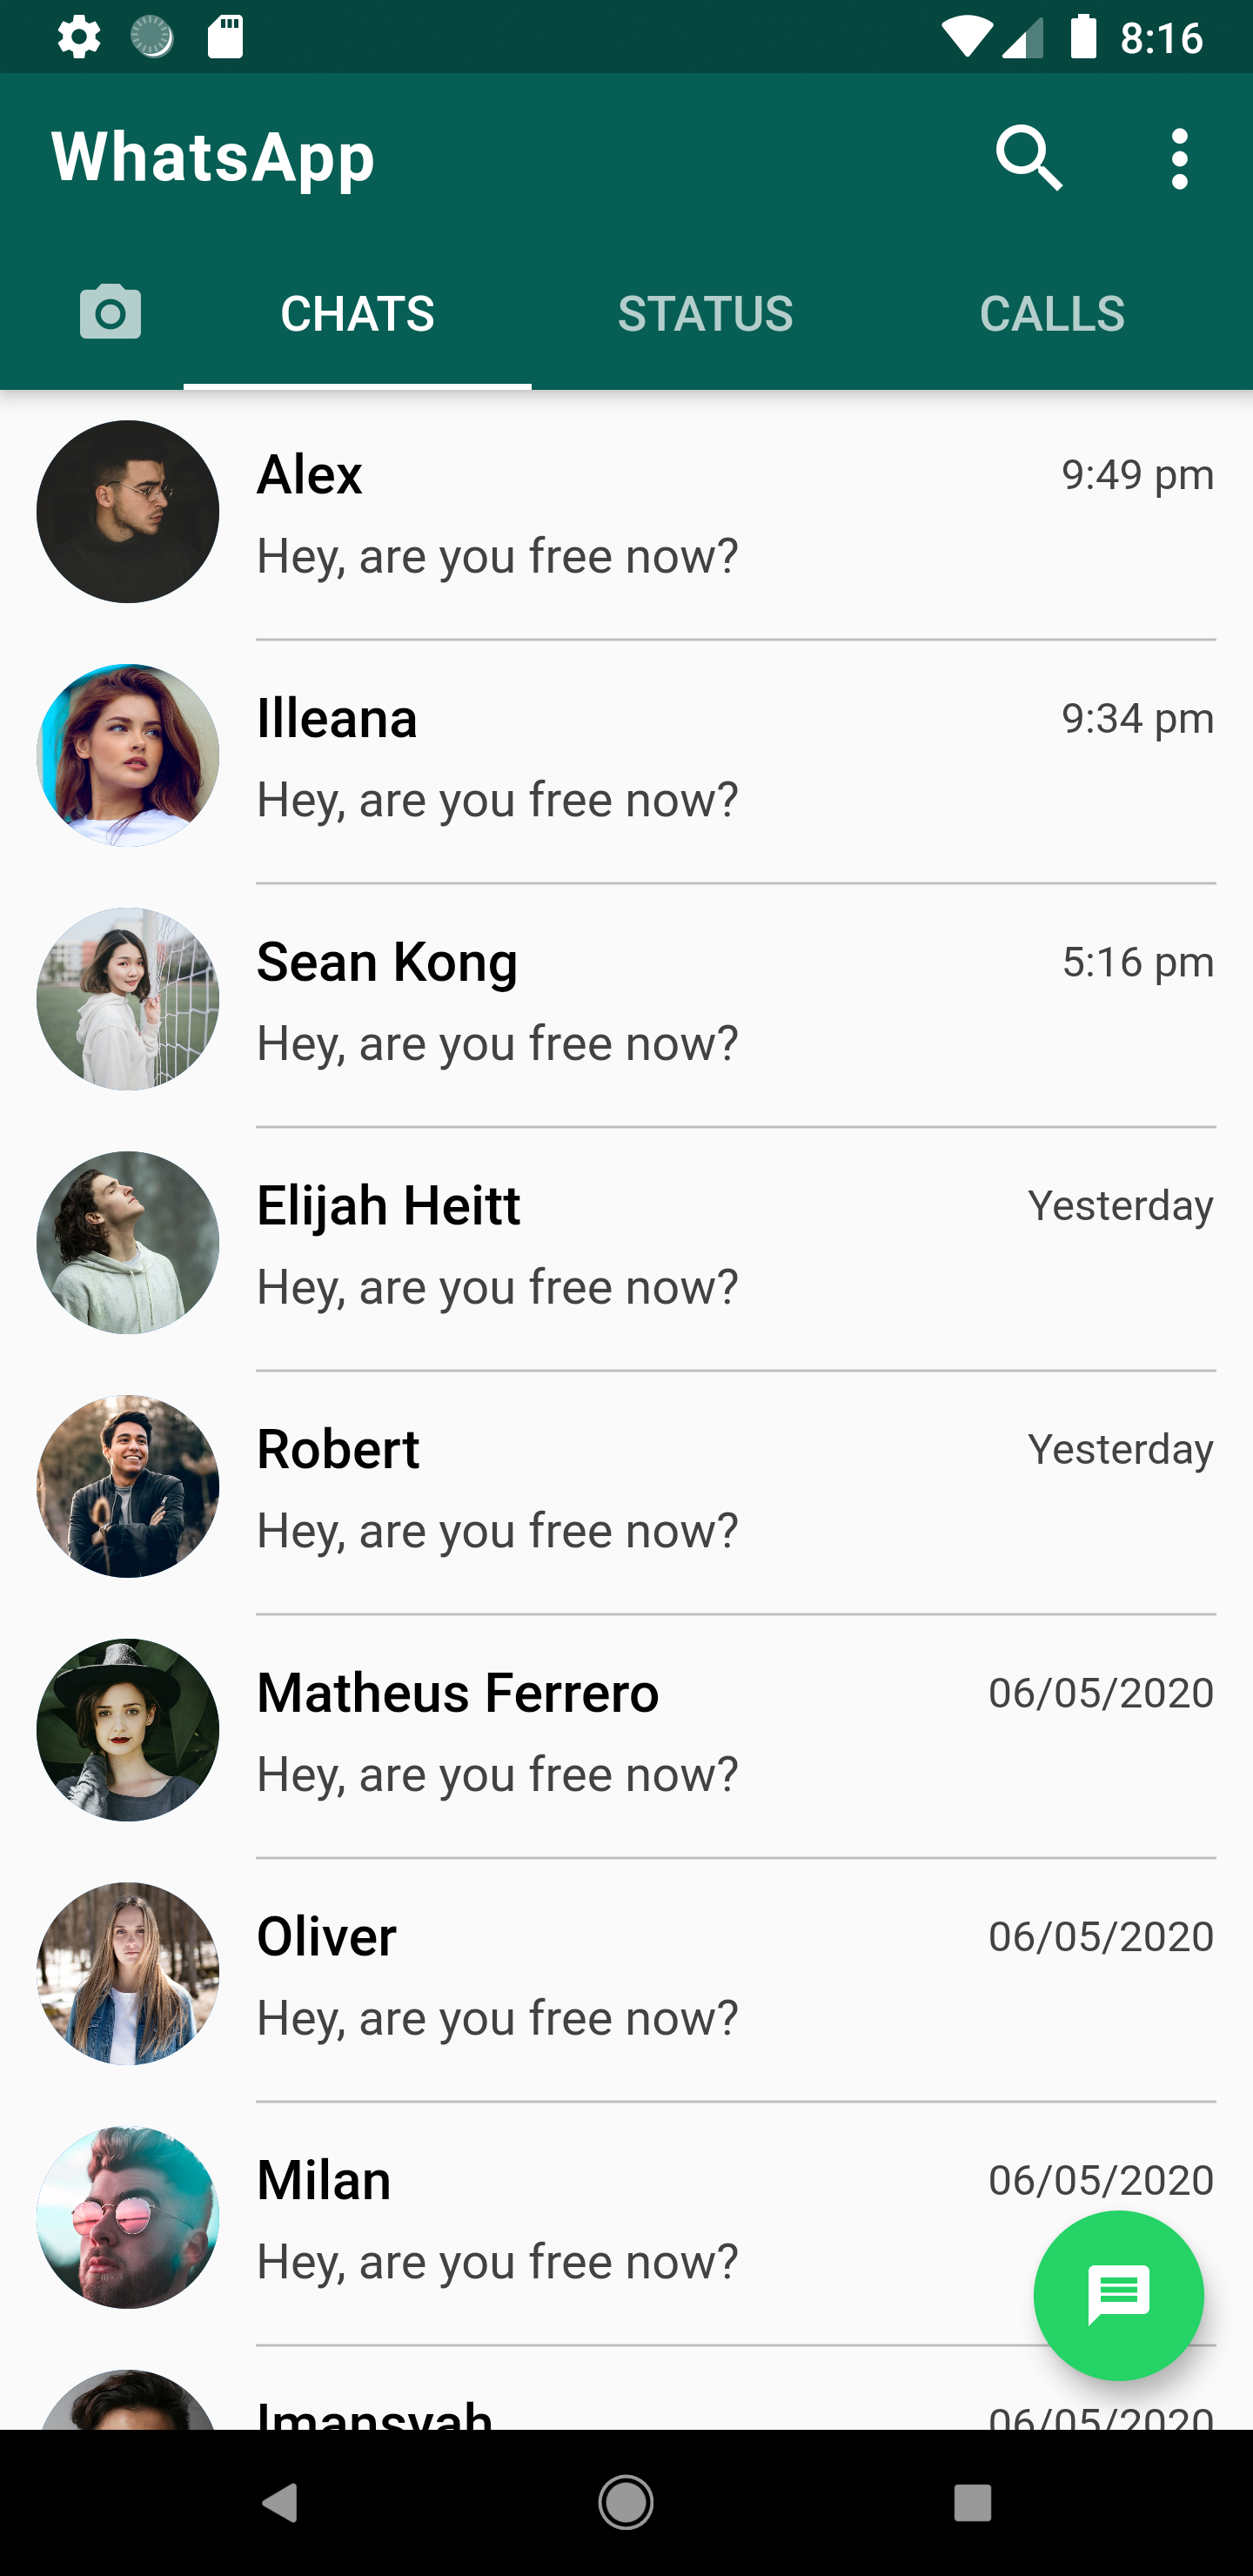 8:16
WhatsApp
CHATS STATUS CALLS
Alex 9:49 pm
Hey, are you free now?
Illeana 9:34 pm
Hey, are you free now?
Sean Kong 5:16 pm
Hey, are you free now?
Elijah Heitt Yesterday
Hey, are you free now?
Robert Yesterday
Hey, are you free now?
Matheus Ferrero 06/05/2020
Hey, are you free now?
Oliver 06/05/2020
Hey, are you free now?
Milan 06/05/2020
Hey, are you free now?
Imansyah 06/05/2020